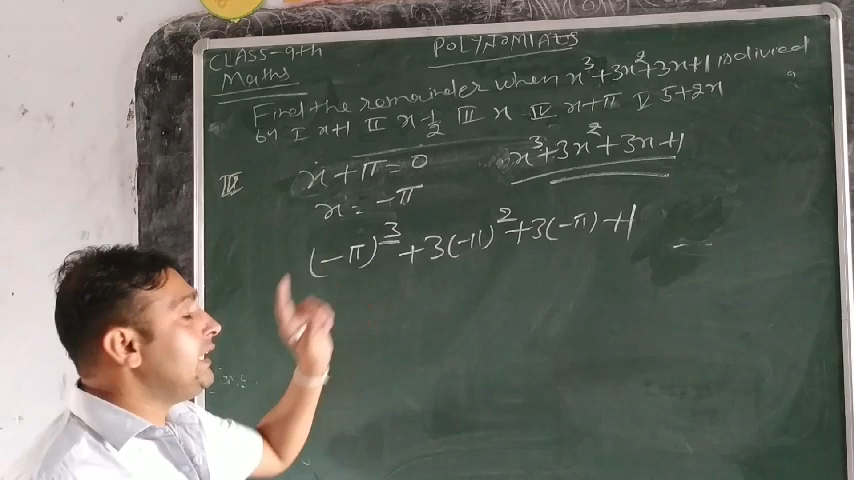 CLASS-9th
POLYNOMIALS
Maths
Find the remainder when x³+3x²+3x+1 is divied
by I x+1 II x-1/2 III x IV x+π V 5+2x ?
x³+3x²+3x+1
IV x+π=0
x=-π
(-π)³+3(-π)²+3(-π)+1